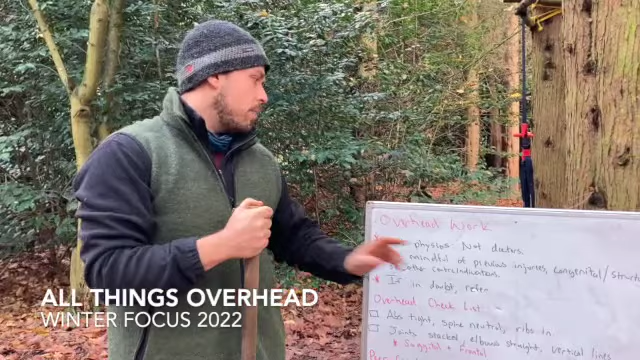 Overhead Work
physios. Not doctors.
mindful of previous injuries, congenital/
other contraindications.
If in doubt, refer
Overhead Check List
Abs tight, spine neutral, ribs in
Joints stacked, elbows straight, vertical lines
Saggital + Frontal
ALL THINGS OVERHEAD
WINTER FOCUS 2022